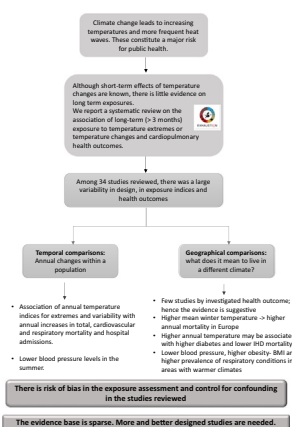 Climate change leads to increasing
temperatures and more frequent heat
waves. These constitute a major risk
for public health.
Although short-term effects of temperature
changes are known, there is little evidence on
long term exposures.
We report a systematic review on the
association of long-term (> 3 months)
exposure to temperature extremes or
temperature changes and cardiopulmonary
health outcomes.
Among 34 studies reviewed, there was a large
variability in design, in exposure indices and
health outcomes
Temporal comparisons:
Annual changes within a
population
• Association of annual temperature
indices for extremes and variability with
annual increases in total, cardiovascular
and respiratory mortality and hospital
admissions.
• Lower blood pressure levels in the
summer.
Geographical comparisons:
what does it mean to live in
a different climate?
• Few studies by investigated health outcome;
hence the evidence is suggestive
• Higher mean winter temperature -> higher
annual mortality in Europe
• Higher annual temperature may be associate
with higher diabetes and lower IHD mortality
• Lower blood pressure, higher obesity- BMI an
higher prevalence of respiratory conditions in
areas with warmer climates
There is risk of bias in the exposure assessment and control for confounding
in the studies reviewed
The evidence base is sparse. More and better designed studies are needed.